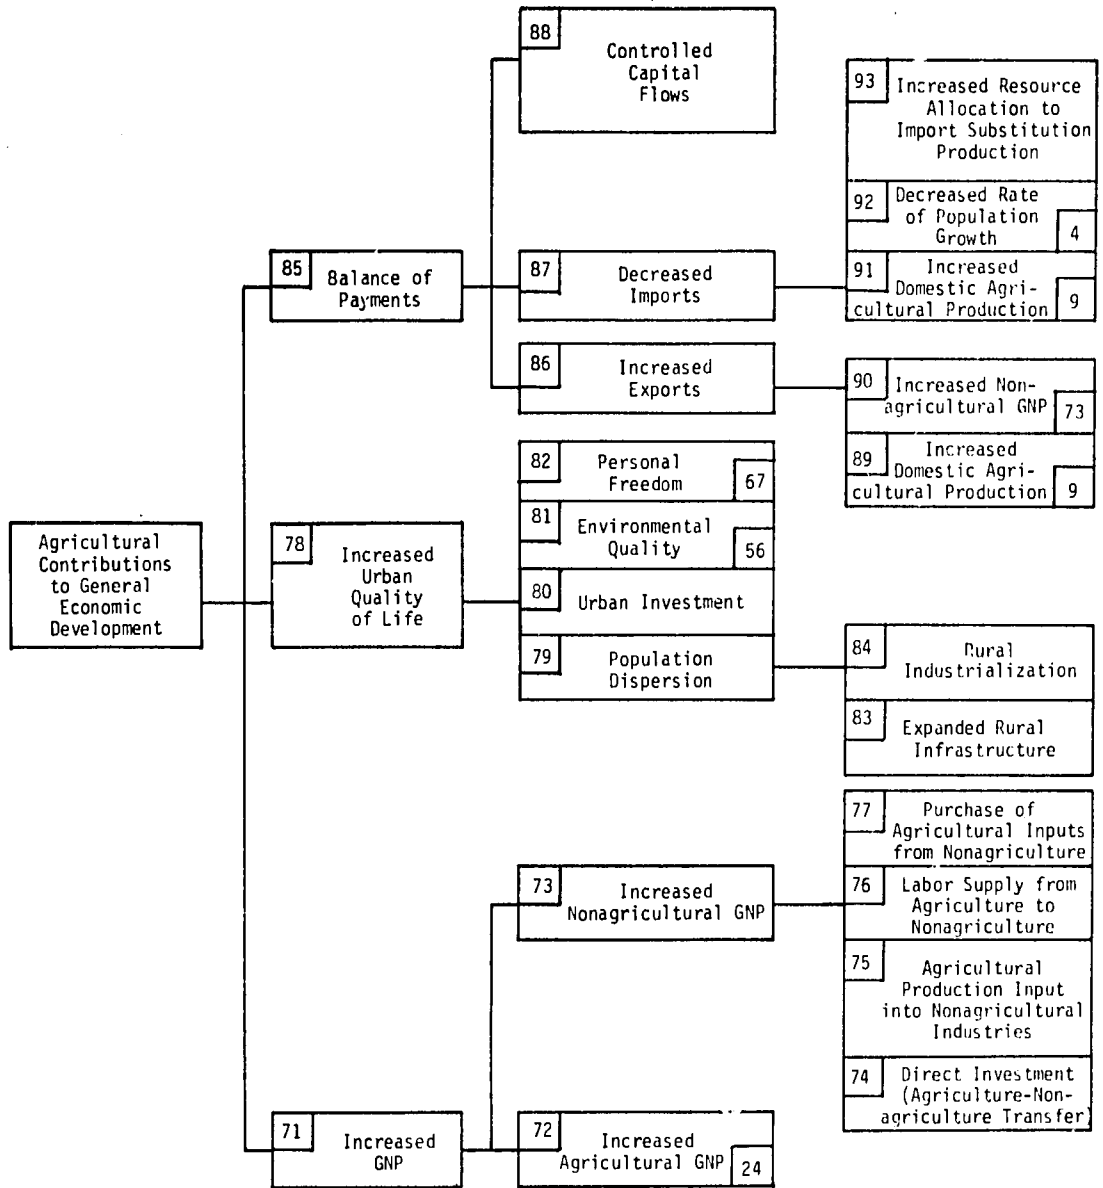 88
Controlled
Capital
Flows
93
Increased Resource
Allocation to
Import Substitution
Production
92
Decreased Rate
of Population
Growth
4
85
Balance of
Payments
87
Decreased
Imports
91
Increased
Domestic Agri-
cultural Production
9
86
Increased
Exports
90
Increased Non-
agricultural GNP
73
89
Increased
Domestic Agri-
cultural Production
9
82
Personal
Freedom
67
81
Environmental
Quality
56
Agricultural
Contributions
to General
Economic
Development
78
Increased
Urban
Quality
of Life
80
Urban Investment
79
Population
Dispersion
84
Rural
Industrialization
83
Expanded Rural
Infrastructure
77
Purchase of
Agricultural Inputs
from Nonagriculture
73
Increased
Nonagricultural GNP
76
Labor Supply from
Agriculture to
Nonagriculture
75
Agricultural
Production Input
into Nonagricultural
Industries
74
Direct Investment
(Agriculture-Non-
agriculture Transfer)
71
Increased
GNP
72
Increased
Agricultural GNP
24